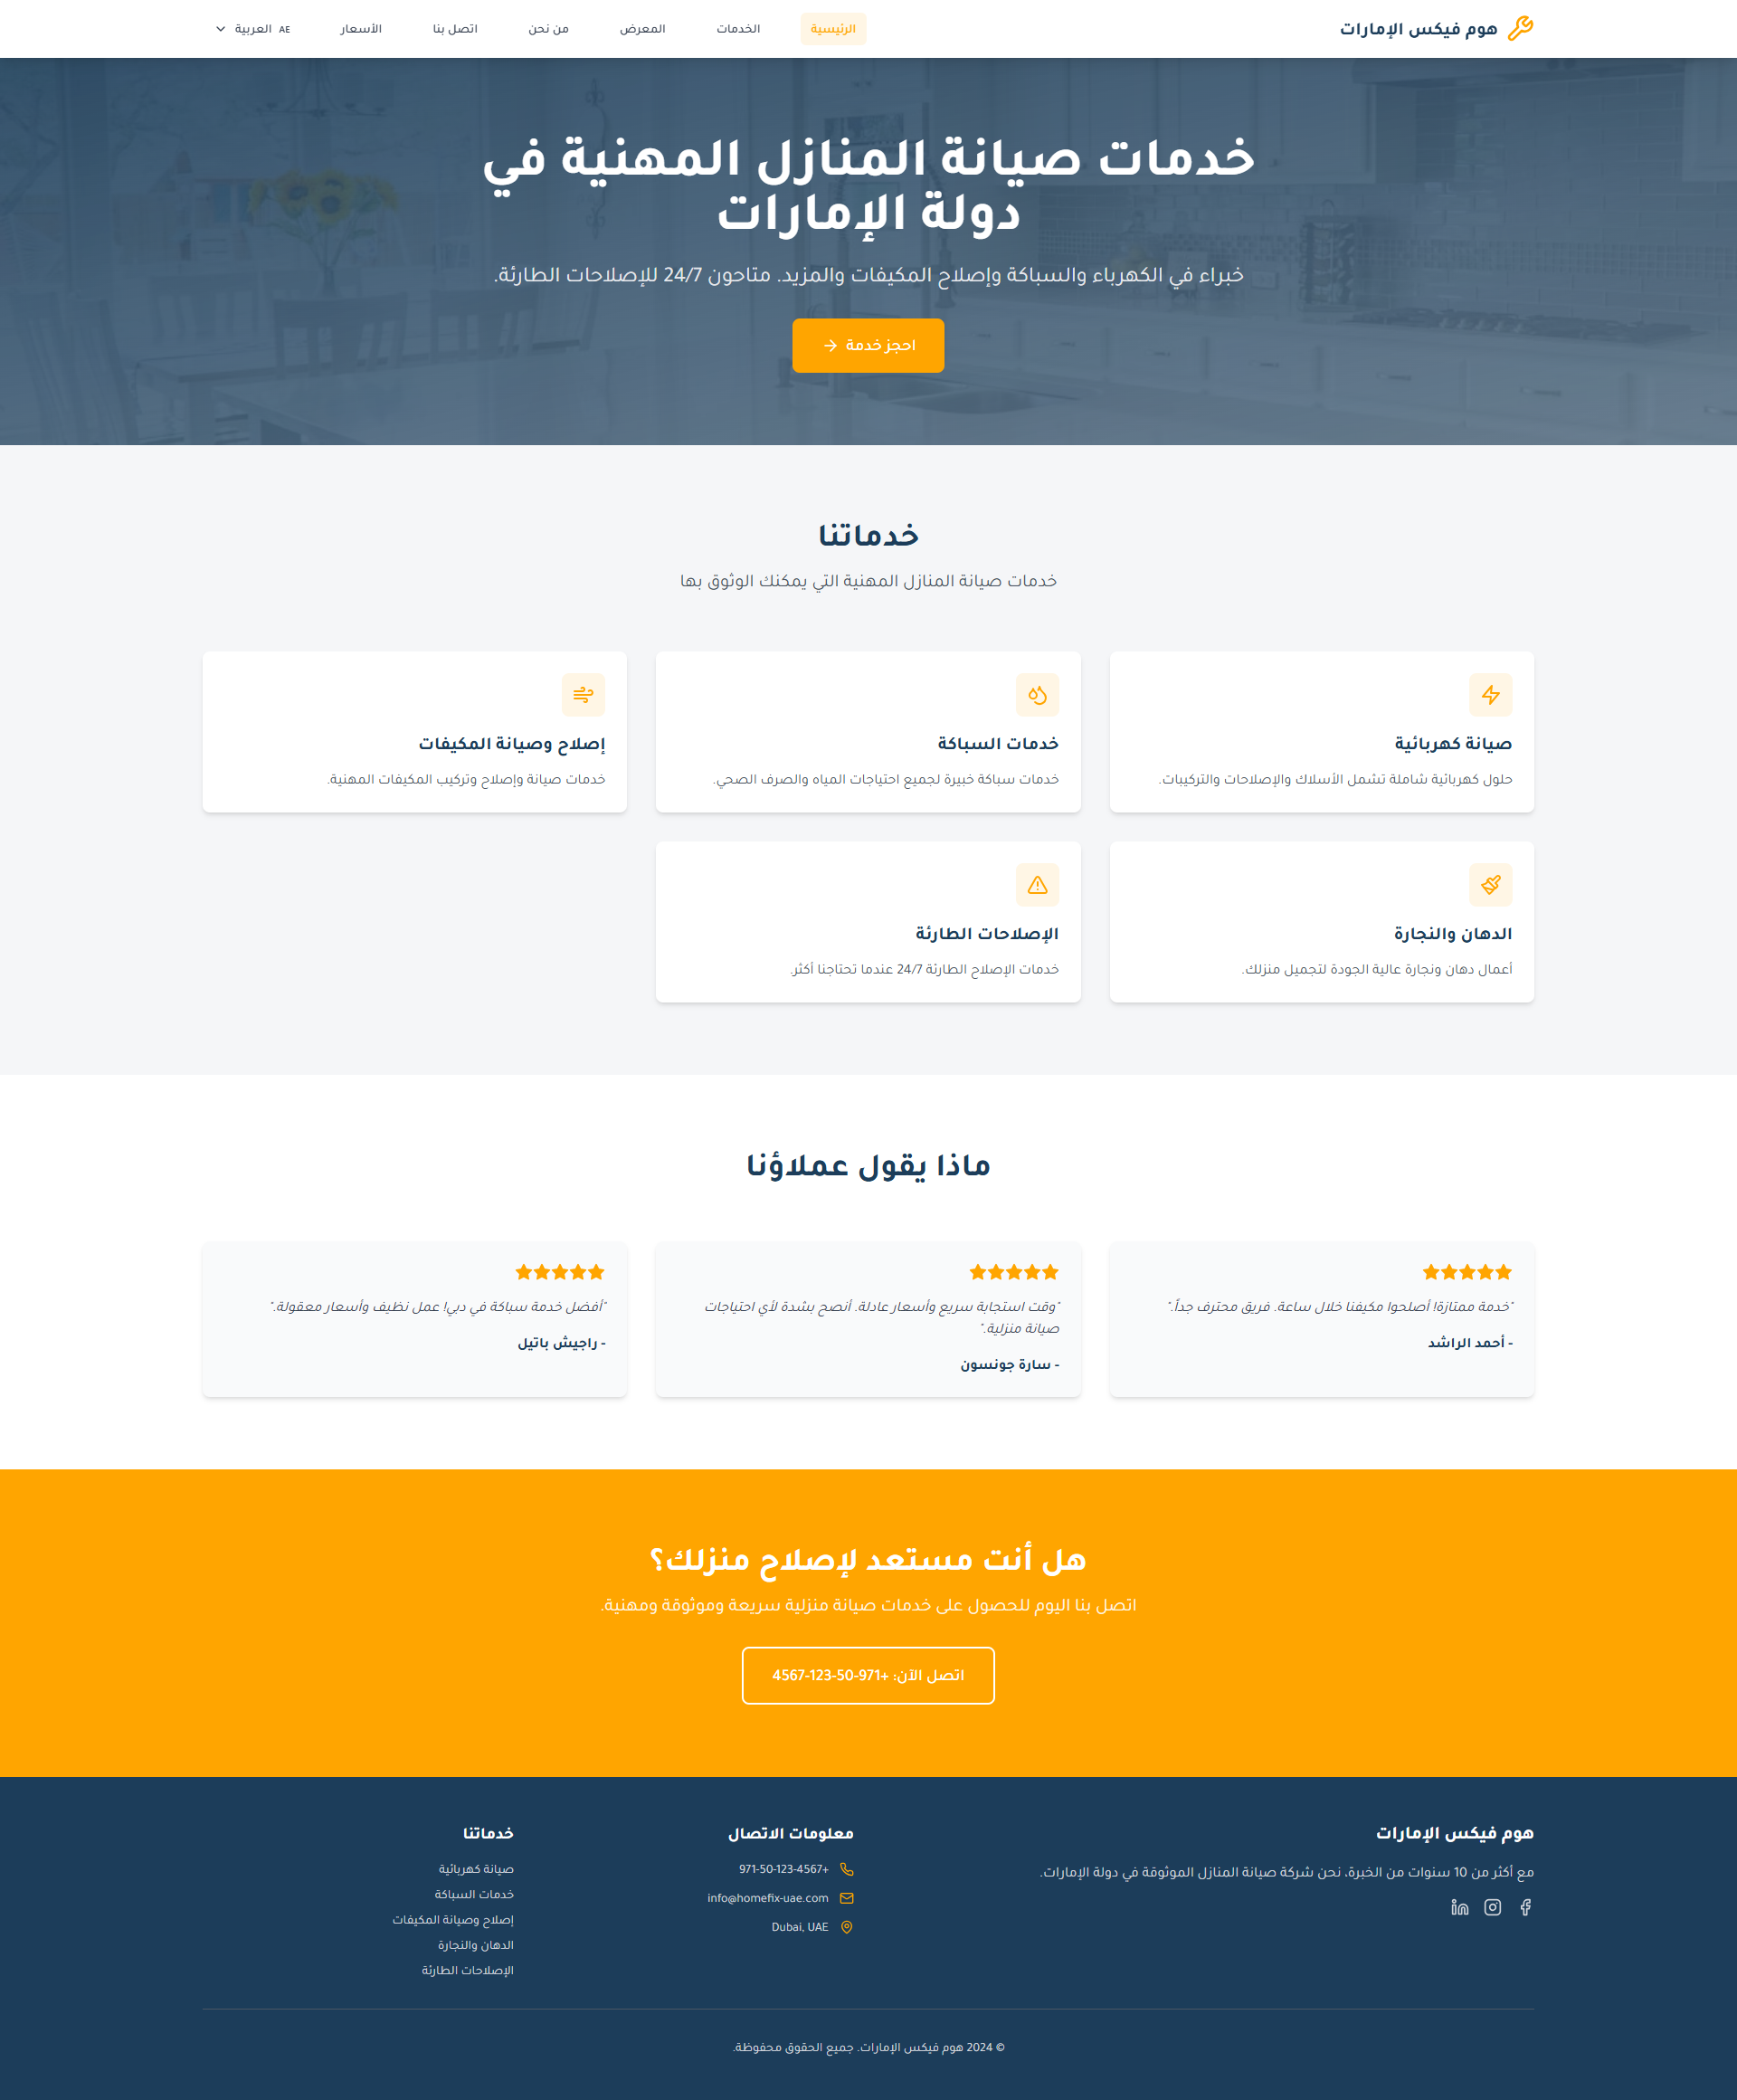 هوم فيكس الإمارات
الرئيسية
الخدمات
المعرض
من نحن
اتصل بنا
الأسعار
AE العربية
خدمات صيانة المنازل المهنية في
دولة الإمارات
خبراء في الكهرباء والسباكة وإصلاح المكيفات والمزيد. متاحون 24/7 للإصلاحات الطارئة.
احجز خدمة
خدماتنا
خدمات صيانة المنازل المهنية التي يمكنك الوثوق بها
صيانة كهربائية
حلول كهربائية شاملة تشمل الأسلاك والإصلاحات والتركيبات.
خدمات السباكة
خدمات سباكة خبيرة لجميع احتياجات المياه والصرف الصحي.
إصلاح وصيانة المكيفات
خدمات صيانة وإصلاح وتركيب المكيفات المهنية.
الدهان والنجارة
أعمال دهان ونجارة عالية الجودة لتجميل منزلك.
الإصلاحات الطارئة
خدمات الإصلاح الطارئة 24/7 عندما تحتاجنا أكثر.
ماذا يقول عملاؤنا
"خدمة ممتازة! أصلحوا مكيفنا خلال ساعة. فريق محترف جداً."
- أحمد الراشد
"وقت استجابة سريع وأسعار عادلة. أنصح بشدة لأي احتياجات
صيانة منزلية."
- سارة جونسون
"أفضل خدمة سباكة في دبي! عمل نظيف وأسعار معقولة."
- راجيش باتيل
هل أنت مستعد لإصلاح منزلك؟
اتصل بنا اليوم للحصول على خدمات صيانة منزلية سريعة وموثوقة ومهنية.
اتصل الآن: +971-50-123-4567
هوم فيكس الإمارات
مع أكثر من 10 سنوات من الخبرة، نحن شركة صيانة المنازل الموثوقة في دولة الإمارات.
معلومات الاتصال
+971-50-123-4567
info@homefix-uae.com
Dubai, UAE
خدماتنا
صيانة كهربائية
خدمات السباكة
إصلاح وصيانة المكيفات
الدهان والنجارة
الإصلاحات الطارئة
© 2024 هوم فيكس الإمارات. جميع الحقوق محفوظة.